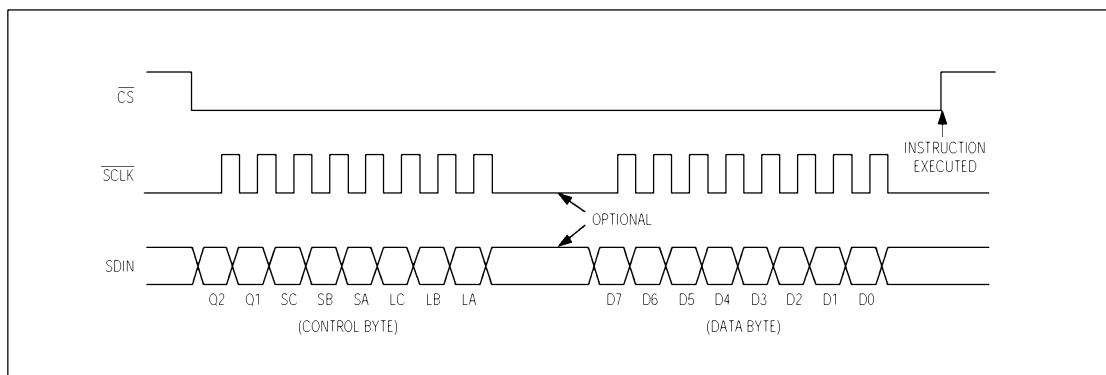 CS
INSTRUCTION
EXECUTED
SCLK
OPTIONAL
SDIN
Q2 Q1 SC SB SA LC LB LA D7 D6 D5 D4 D3 D2 D1 D0
(CONTROL BYTE) (DATA BYTE)